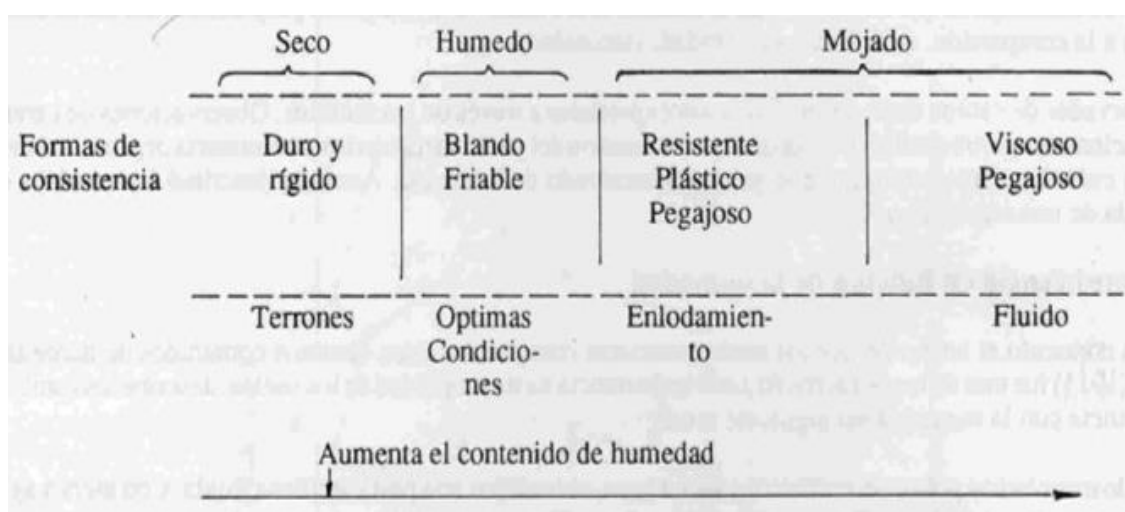 Seco Humedo Mojado
Formas de Duro y Blando Resistente Viscoso
consistencia rígido Friable Plástico Pegajoso
Pegajoso
Terrones Optimas Enlodamien- Fluido
Condicio- to
nes
Aumenta el contenido de humedad